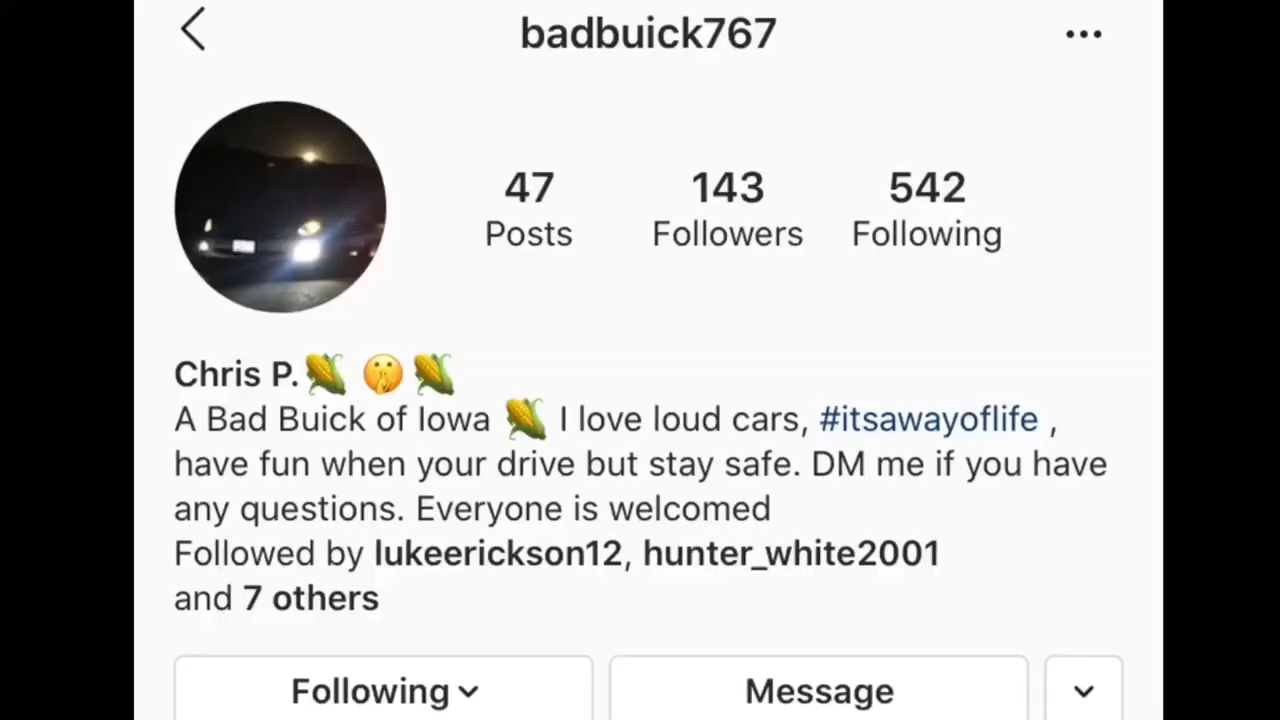 badbuick767
47 143 542
Posts Followers Following
Chris P.🌽 🤫 🌽
A Bad Buick of Iowa 🌽 I love loud cars, #itsawayoflife ,
have fun when your drive but stay safe. DM me if you have
any questions. Everyone is welcomed
Followed by lukeerickson12, hunter_white2001
and 7 others
Following Message